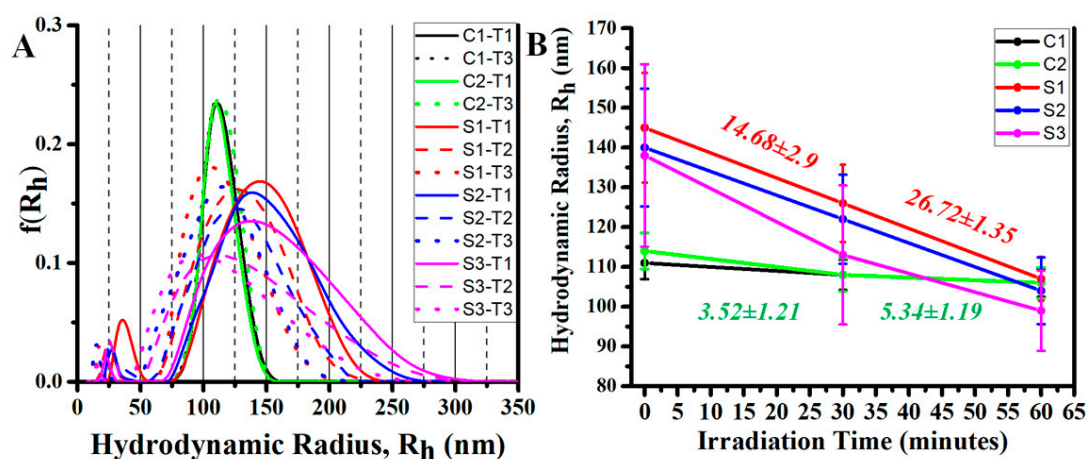 A
f(Rh)
0.3
0.2
0.1
0.0
0 50 100 150 200 250 300 350
Hydrodynamic Radius, Rh (nm)
C1-T1
C1-T3
C2-T1
C2-T3
S1-T1
S1-T2
S1-T3
S2-T1
S2-T2
S2-T3
S3-T1
S3-T2
S3-T3
B
Hydrodynamic Radius, Rh (nm)
170
160
150
140
130
120
110
100
90
80
0 5 10 15 20 25 30 35 40 45 50 55 60 65
Irradiation Time (minutes)
C1
C2
S1
S2
S3
14.68±2.9
26.72±1.35
3.52±1.21
5.34±1.19